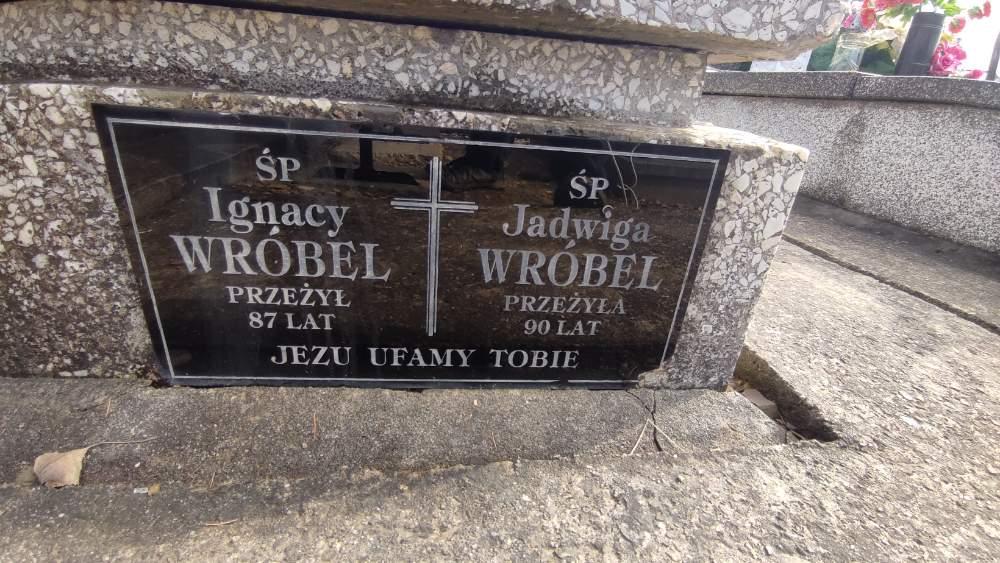 ŚP
Ignacy
WRÓBEL
PRZEŻYŁ
87 LAT
ŚP
Jadwiga
WRÓBEL
PRZEŻYŁA
90 LAT
JEZU UFAMY TOBIE